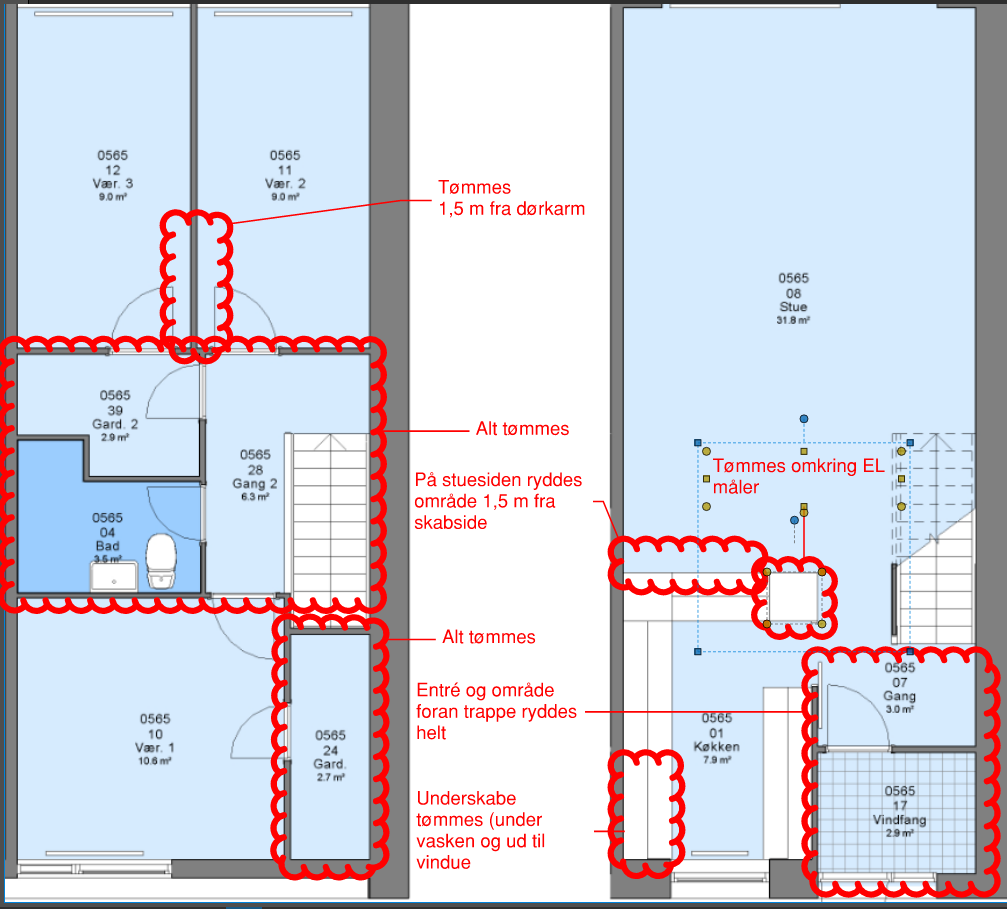 0565
12
Vær. 3
9.0 m²
0565
11
Vær. 2
9.0 m²
Tømmes
1,5 m fra dørkarm
0565
08
Stue
31.8 m²
0565
39
Gard. 2
2.9 m²
Alt tømmes
0565
28
Gang 2
6.3 m²
På stuesiden ryddes
område 1,5 m fra
skabside
Tømmes omkring EL
måler
0565
04
Bad
3.5 m²
Alt tømmes
0565
10
Vær. 1
10.6 m²
0565
24
Gard.
2.7 m²
Entré og område
foran trappe ryddes
helt
0565
01
Køkken
7.9 m²
0565
07
Gang
3.0 m²
Underskabe
tømmes (under
vasken og ud til
vindue
0565
17
Vindfang
2.9 m²